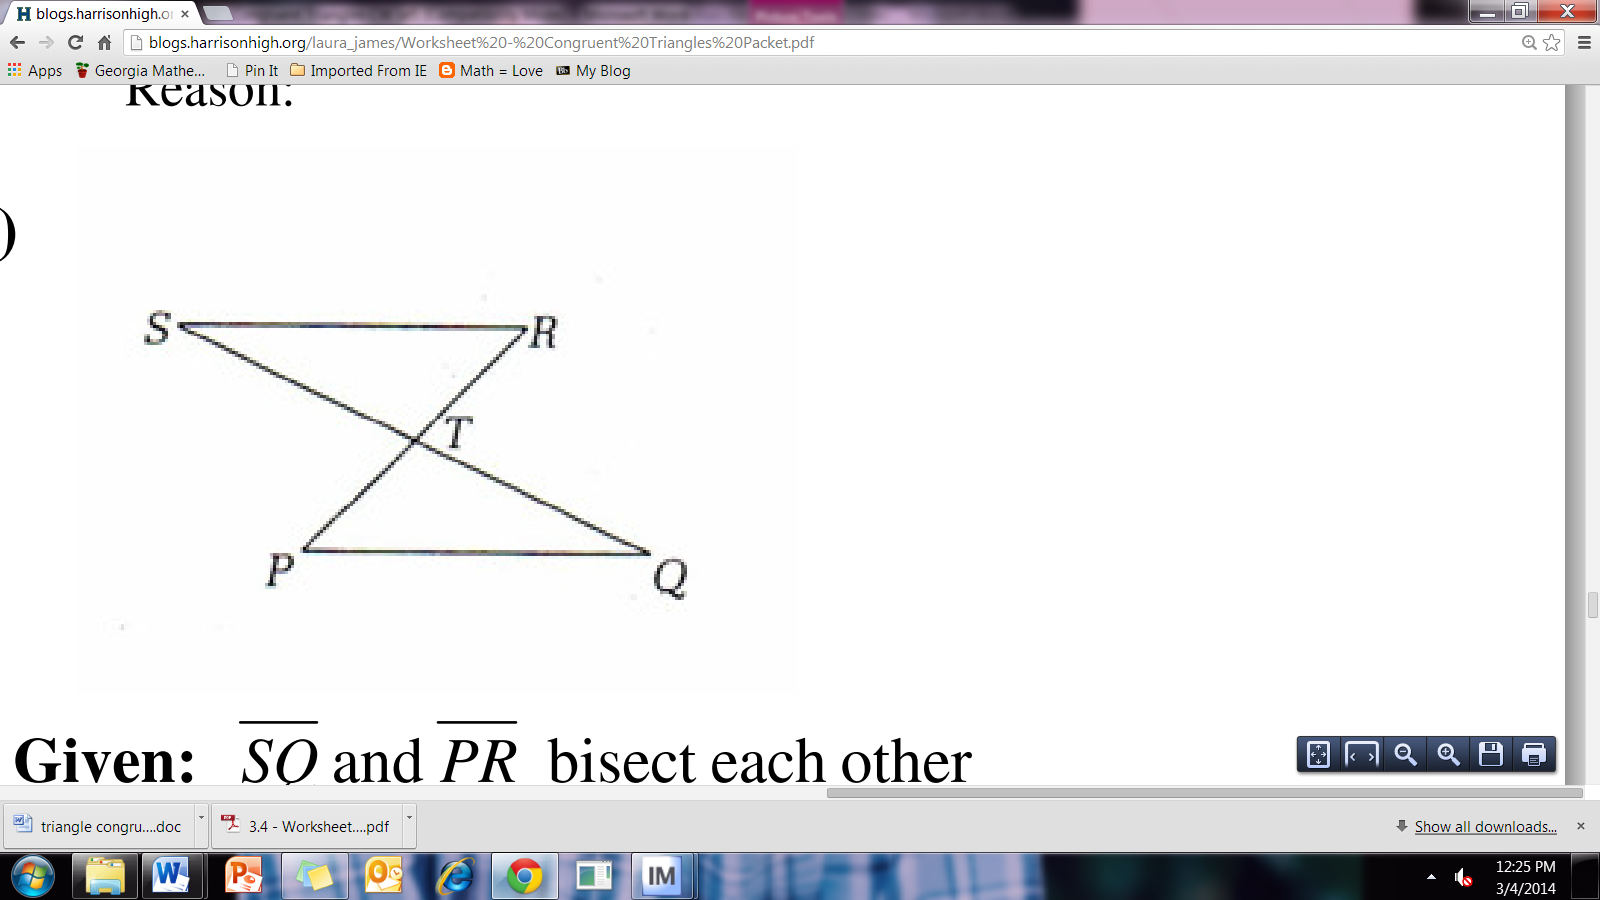 blogs.harrisonhigh.or
blogs.harrisonhigh.org/laura_james/Worksheet%20-%20Congruent%20Triangles%20Packet.pdf
Apps Georgia Mathe... Pin It Imported From IE Math = Love My Blog
Reason:
)
S R
T
P Q
Given: SQ and PR bisect each other
triangle congru....doc 3.4 - Worksheet....pdf Show all downloads...
IM
12:25 PM
3/4/2014